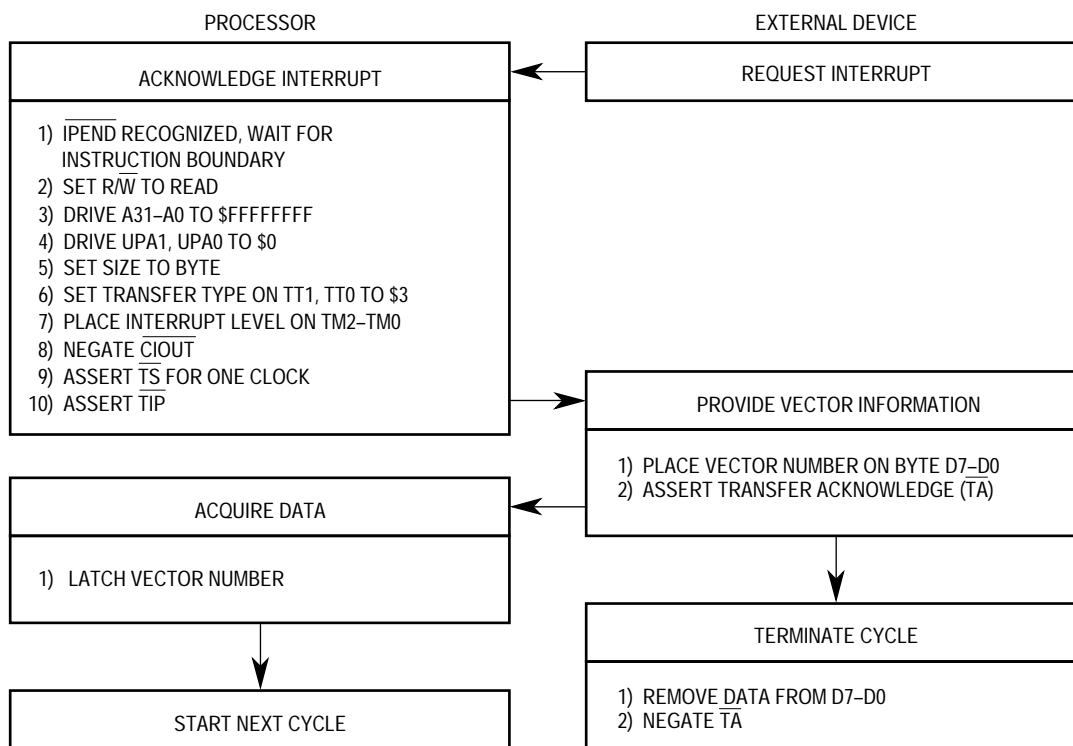 PROCESSOR
EXTERNAL DEVICE
ACKNOWLEDGE INTERRUPT
REQUEST INTERRUPT
1) IPEND RECOGNIZED, WAIT FOR
INSTRUCTION BOUNDARY
2) SET R/W TO READ
3) DRIVE A31–A0 TO $FFFFFFFF
4) DRIVE UPA1, UPA0 TO $0
5) SET SIZE TO BYTE
6) SET TRANSFER TYPE ON TT1, TT0 TO $3
7) PLACE INTERRUPT LEVEL ON TM2–TM0
8) NEGATE CIOUT
9) ASSERT TS FOR ONE CLOCK
10) ASSERT TIP
PROVIDE VECTOR INFORMATION
1) PLACE VECTOR NUMBER ON BYTE D7–D0
2) ASSERT TRANSFER ACKNOWLEDGE (TA)
ACQUIRE DATA
1) LATCH VECTOR NUMBER
TERMINATE CYCLE
1) REMOVE DATA FROM D7–D0
2) NEGATE TA
START NEXT CYCLE